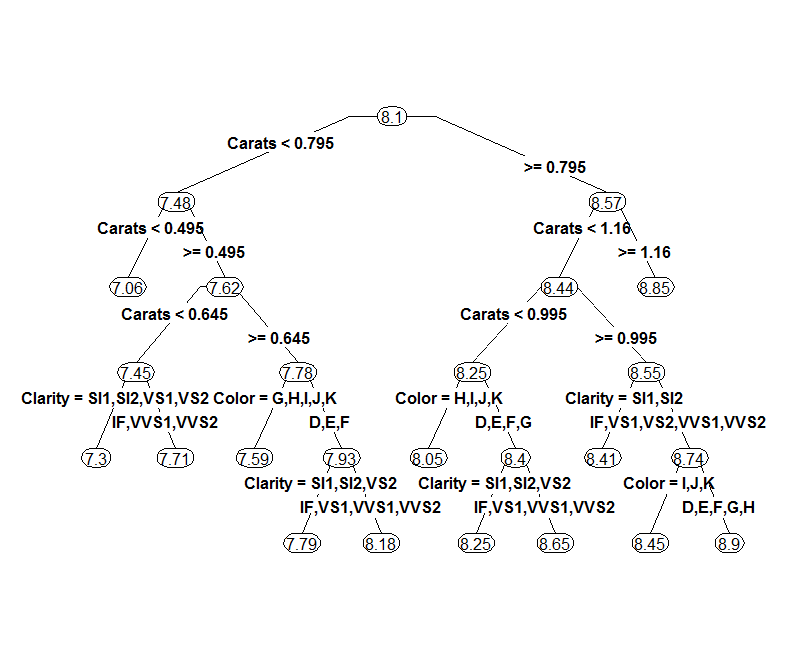 8.1
Carats < 0.795
>= 0.795
7.48 8.57
Carats < 0.495 Carats < 1.16
>= 0.495 >= 1.16
7.06 7.62 8.44 8.85
Carats < 0.645 Carats < 0.995
>= 0.645 >= 0.995
7.45 7.78 8.25 8.55
Clarity = SI1,SI2,VS1,VS2 Color = G,H,I,J,K Color = H,I,J,K Clarity = SI1,SI2
IF,VVS1,VVS2 D,E,F D,E,F,G IF,VS1,VS2,VVS1,VVS2
7.3 7.71 7.59 7.93 8.05 8.4 8.41 8.74
Clarity = SI1,SI2,VS2 Clarity = SI1,SI2,VS2 Color = I,J,K
IF,VS1,VVS1,VVS2 IF,VS1,VVS1,VVS2 D,E,F,G,H
7.79 8.18 8.25 8.65 8.45 8.9